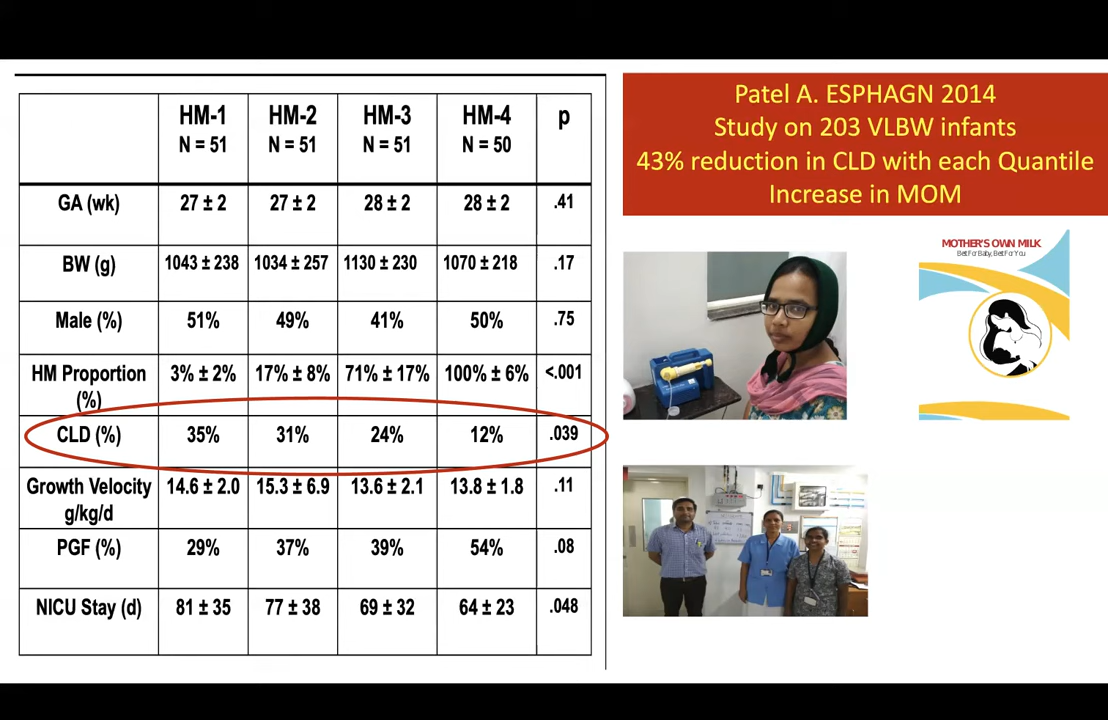 HM-1 HM-2 HM-3 HM-4 p
N = 51 N = 51 N = 51 N = 50
GA (wk) 27 ± 2 27 ± 2 28 ± 2 28 ± 2 .41
BW (g) 1043 ± 238 1034 ± 257 1130 ± 230 1070 ± 218 .17
Male (%) 51% 49% 41% 50% .75
HM Proportion 3% ± 2% 17% ± 8% 71% ± 17% 100% ± 6% <.001
(%)
CLD (%) 35% 31% 24% 12% .039
Growth Velocity 14.6 ± 2.0 15.3 ± 6.9 13.6 ± 2.1 13.8 ± 1.8 .11
g/kg/d
PGF (%) 29% 37% 39% 54% .08
NICU Stay (d) 81 ± 35 77 ± 38 69 ± 32 64 ± 23 .048
Patel A. ESPHAGN 2014
Study on 203 VLBW infants
43% reduction in CLD with each Quantile
Increase in MOM
MOTHER'S OWN MILK
Best For Baby, Best For You